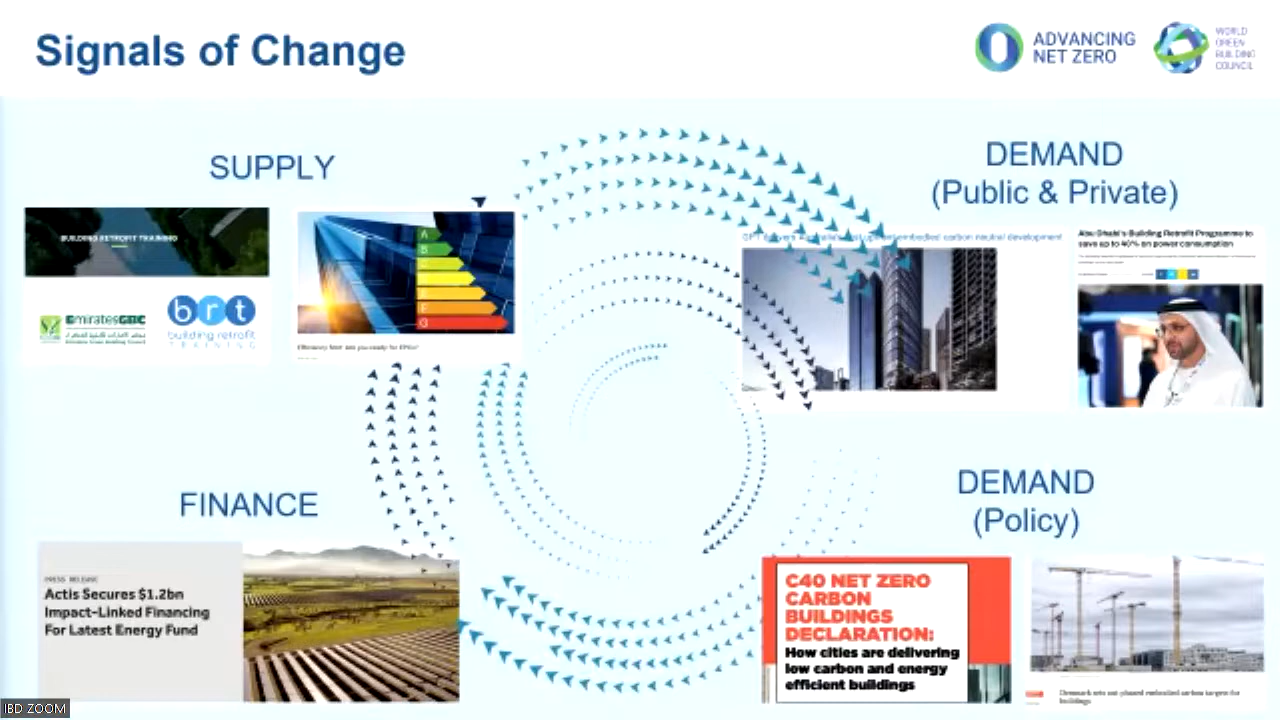 Signals of Change
ADVANCING
NET ZERO
WORLD
GREEN
BUILDING
COUNCIL
SUPPLY
BUILDING RETROFIT TRAINING
EmiratesGBC
brt
building retrofit
TRAINING
A
B
C
E
G
DEMAND
(Public & Private)
embodied carbon neutral development
Abu Dhabi's Building Retrofit Programme to
save up to 40% on power consumption
FINANCE
PRESS RELEASE
Actis Secures $1.2bn
Impact-Linked Financing
For Latest Energy Fund
DEMAND
(Policy)
C40 NET ZERO
CARBON
BUILDINGS
DECLARATION:
How cities are delivering
low carbon and energy
efficient buildings
Denmark sets out phased embodied carbon targets for
buildings
IBD ZOOM